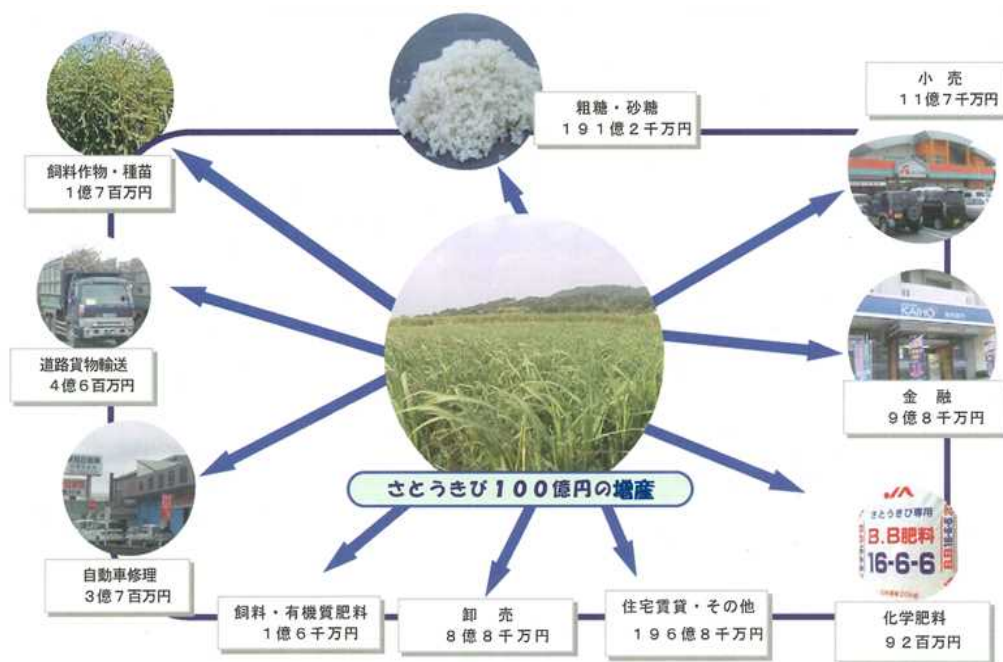 粗糖・砂糖
191億2千万円
小 売
11億7千万円
飼料作物・種苗
1億7百万円
道路貨物輸送
4億6百万円
金 融
9億8千万円
KAIHO
さとうきび100億円の増産
JA
さとうきび専用
B.B肥料
16-6-6
自動車修理
3億7百万円
飼料・有機質肥料
1億6千万円
卸 売
8億8千万円
住宅賃貸・その他
196億8千万円
化学肥料
92百万円